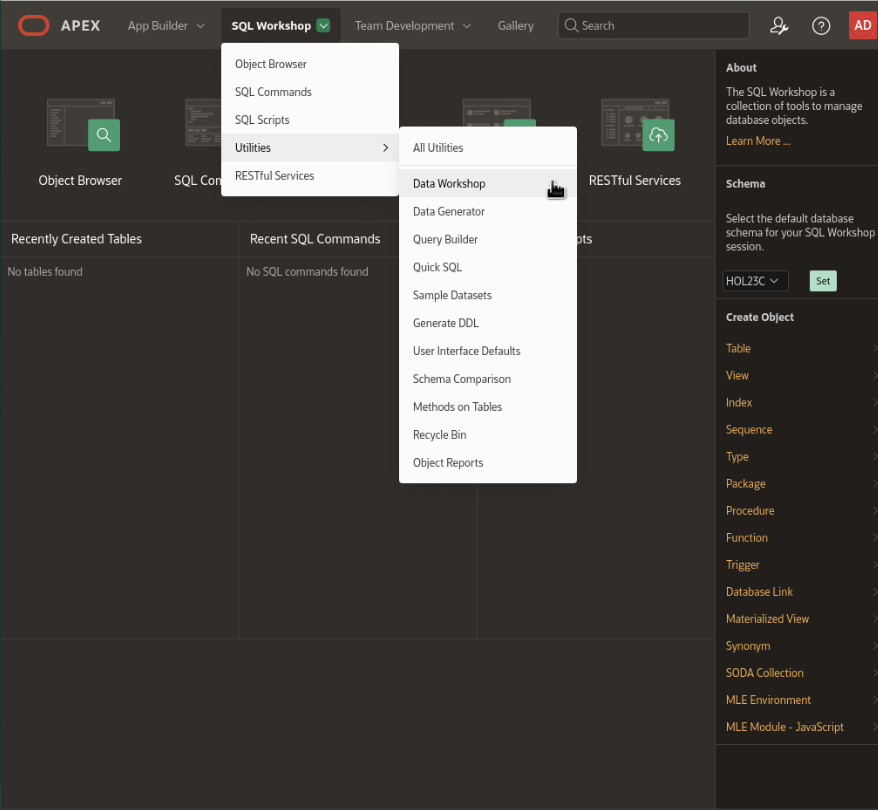 APEX
App Builder
SQL Workshop
Team Development
Gallery
Search
AD
Object Browser
SQL Commands
SQL Scripts
Utilities
RESTful Services
All Utilities
Data Workshop
Data Generator
Query Builder
Quick SQL
Sample Datasets
Generate DDL
User Interface Defaults
Schema Comparison
Methods on Tables
Recycle Bin
Object Reports
Object Browser
SQL Com
RESTful Services
Recently Created Tables
No tables found
Recent SQL Commands
No SQL commands found
pts
About
The SQL Workshop is a
collection of tools to manage
database objects.
Learn More ...
Schema
Select the default database
schema for your SQL Workshop
session.
HOL23C
Set
Create Object
Table
View
Index
Sequence
Type
Package
Procedure
Function
Trigger
Database Link
Materialized View
Synonym
SODA Collection
MLE Environment
MLE Module - JavaScript